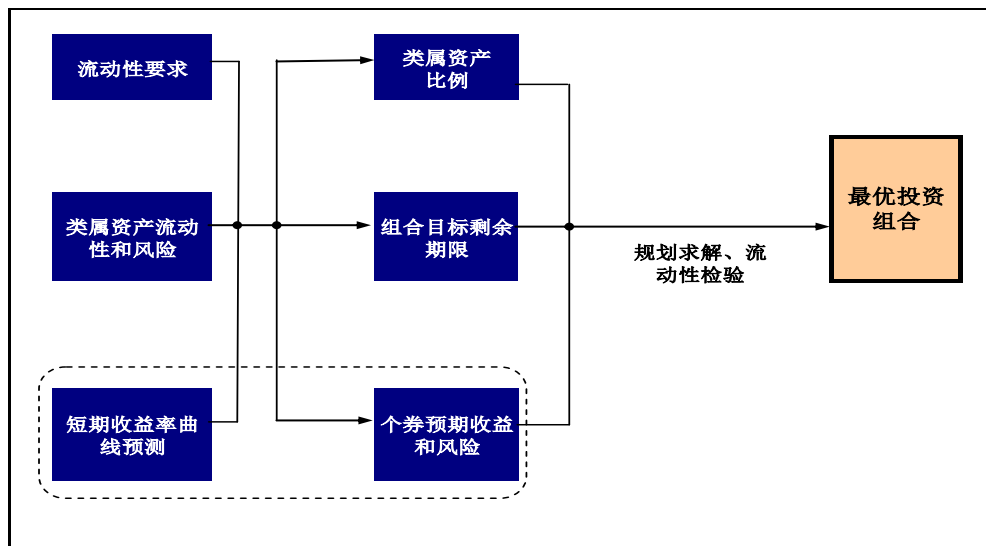 流动性要求
类属资产
比例
类属资产流动
性和风险
组合目标剩余
期限
最优投资
组合
规划求解、流
动性检验
短期收益率曲
线预测
个券预期收益
和风险